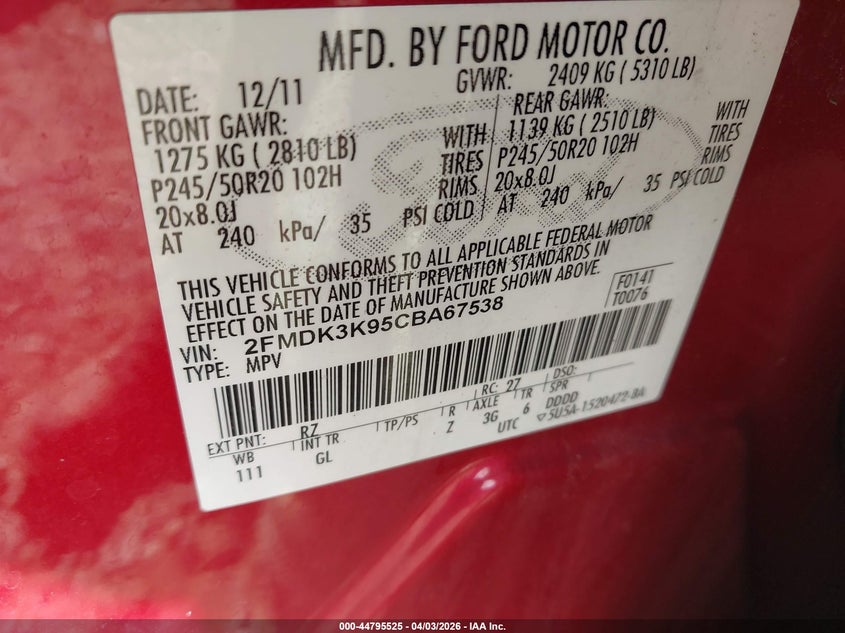 MFD. BY FORD MOTOR CO.
DATE: 12/11 GVWR: 2409 KG ( 5310 LB)
FRONT GAWR: REAR GAWR:
1275 KG ( 2810 LB) WITH 1139 KG ( 2510 LB) WITH
P245/50R20 102H TIRES P245/50R20 102H TIRES
20x8.0J RIMS 20x8.0J RIMS
AT 240 kPa/ 35 PSI COLD AT 240 kPa/ 35 PSI COLD
THIS VEHICLE CONFORMS TO ALL APPLICABLE FEDERAL MOTOR
VEHICLE SAFETY AND THEFT PREVENTION STANDARDS IN
EFFECT ON THE DATE OF MANUFACTURE SHOWN ABOVE.
VIN: 2FMDK3K95CBA67538 F0141
TYPE: MPV T0076
EXT PNT: RZ RC: 27 DSO:
WB INT TR TP/PS R AXLE TR SPR
111 GL Z 3G 6 DDDD
UTC ▽5U5A-1520472-BA
000-44795525 - 04/03/2026 - IAA Inc.